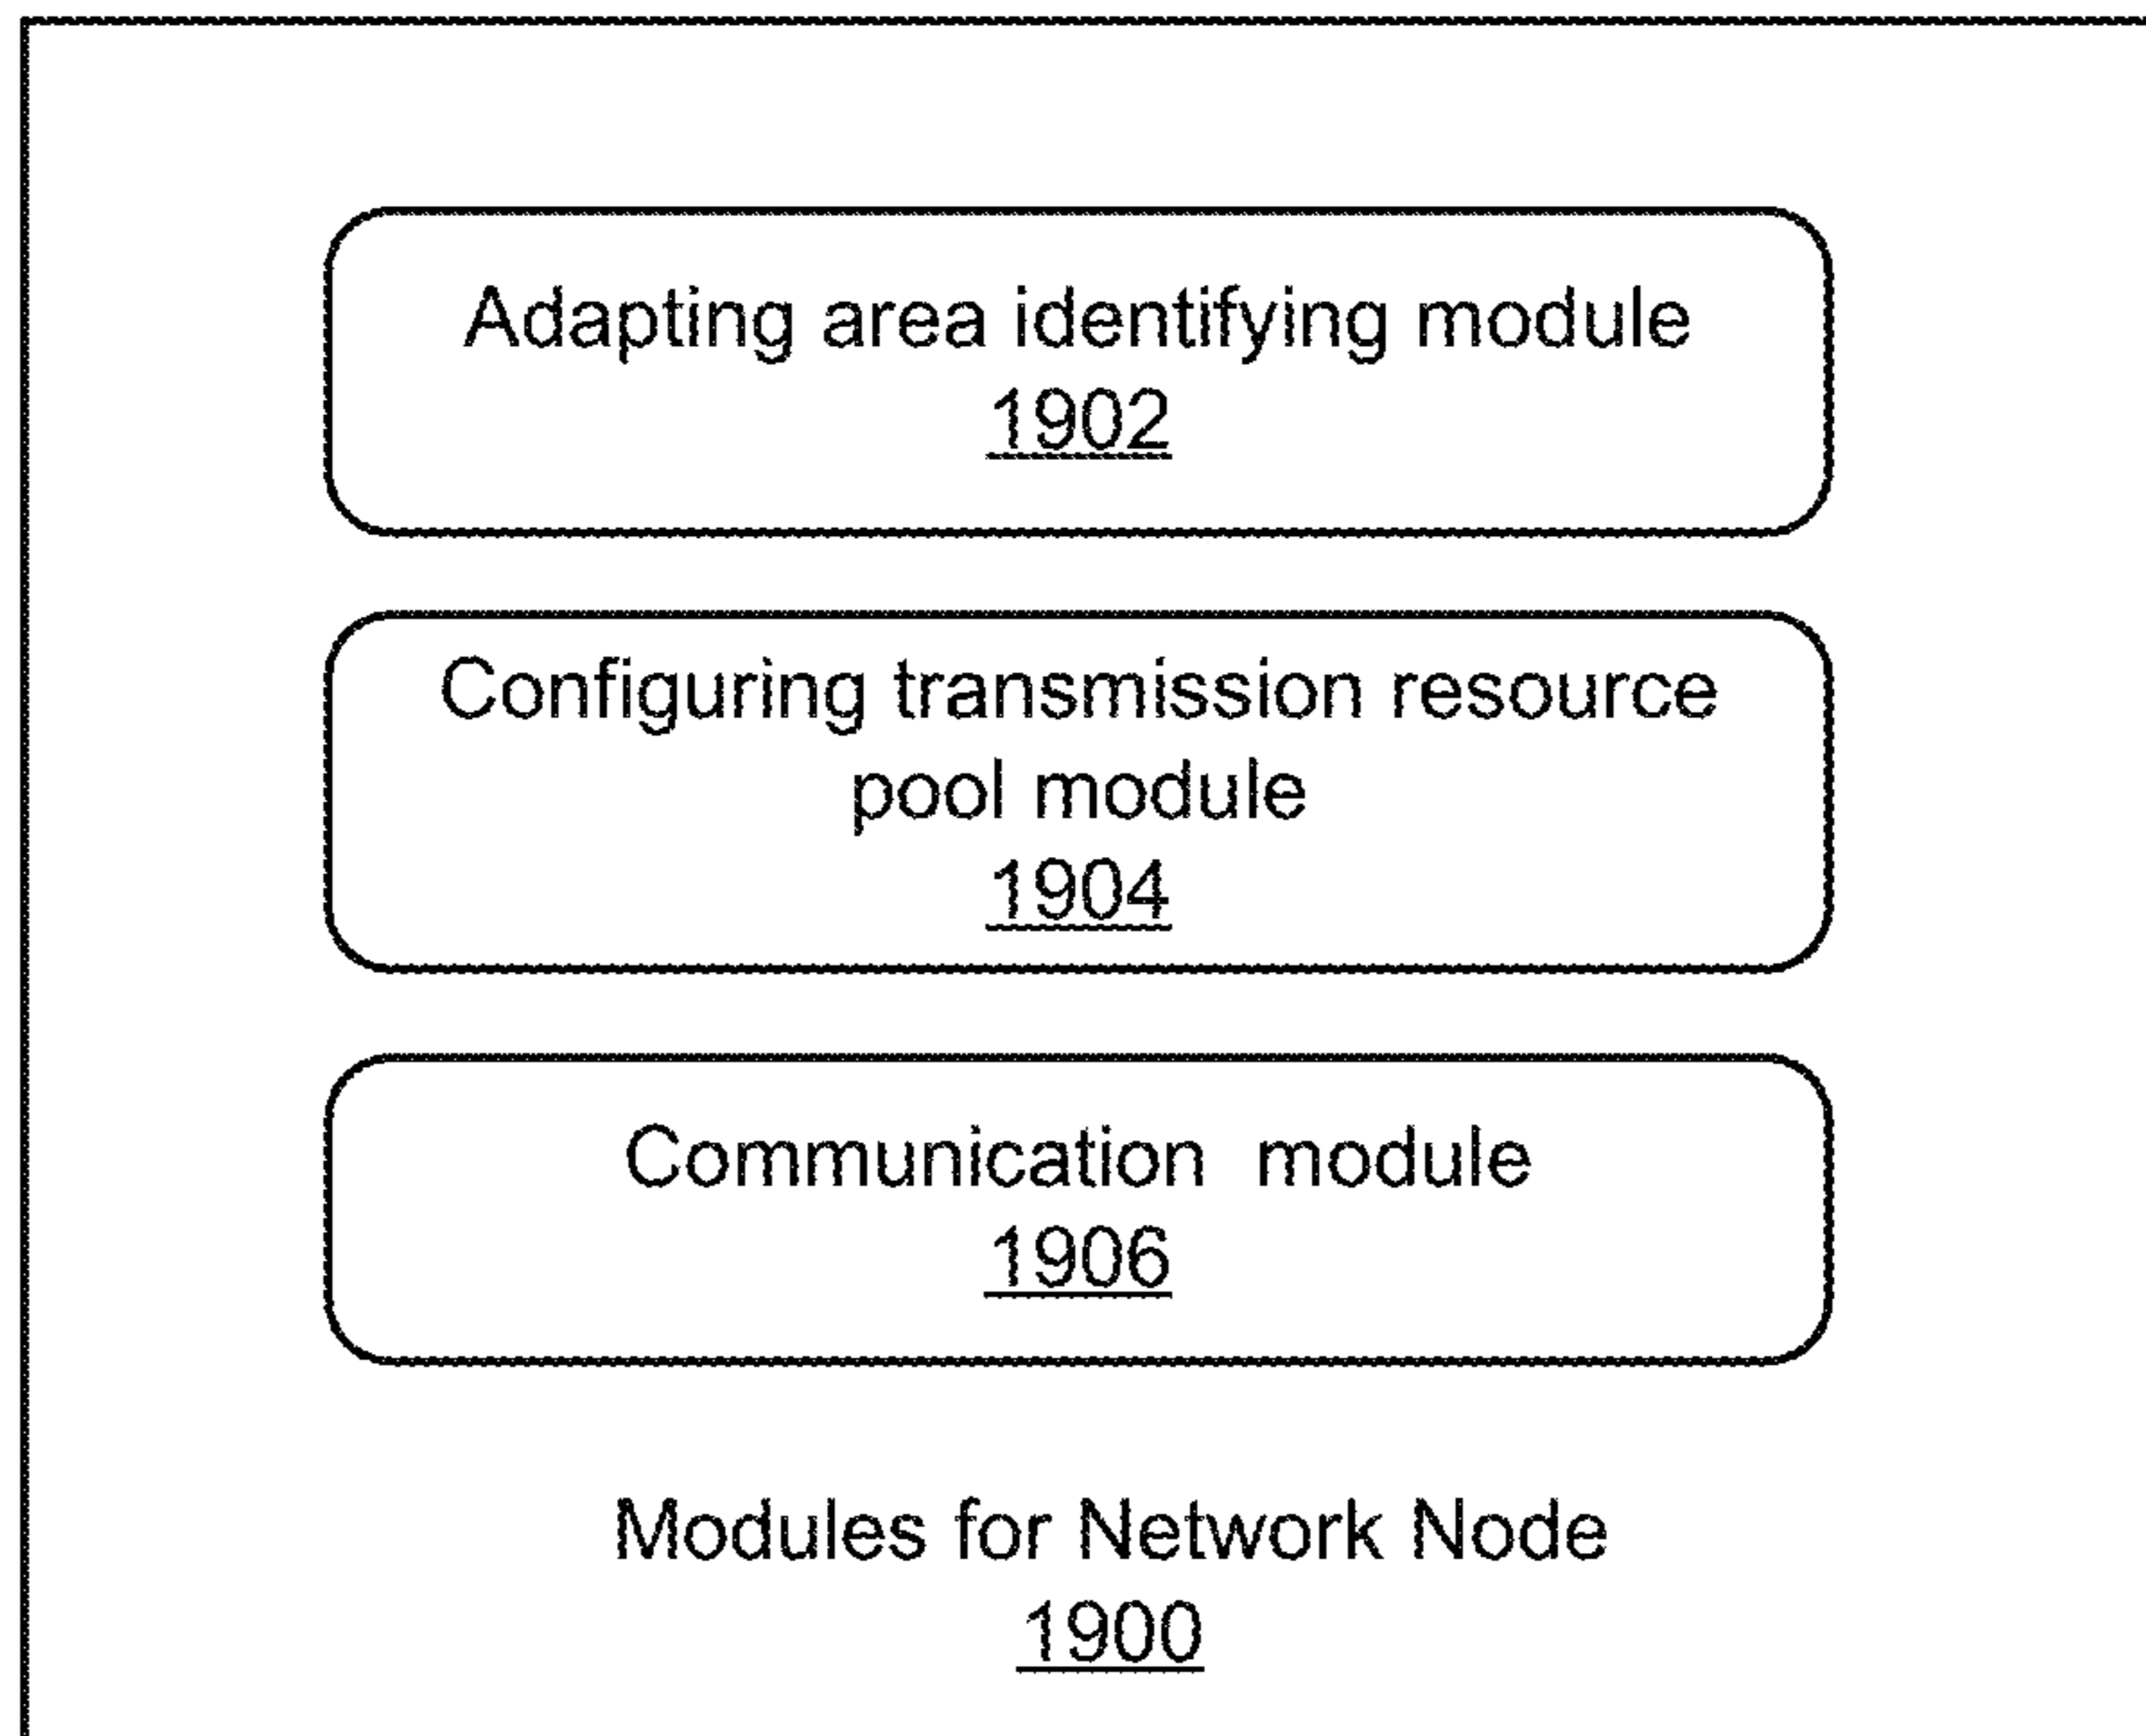 Adapting area identifying module
1902
Configuring transmission resource
pool module
1904
Communication module
1906
Modules for Network Node
1900